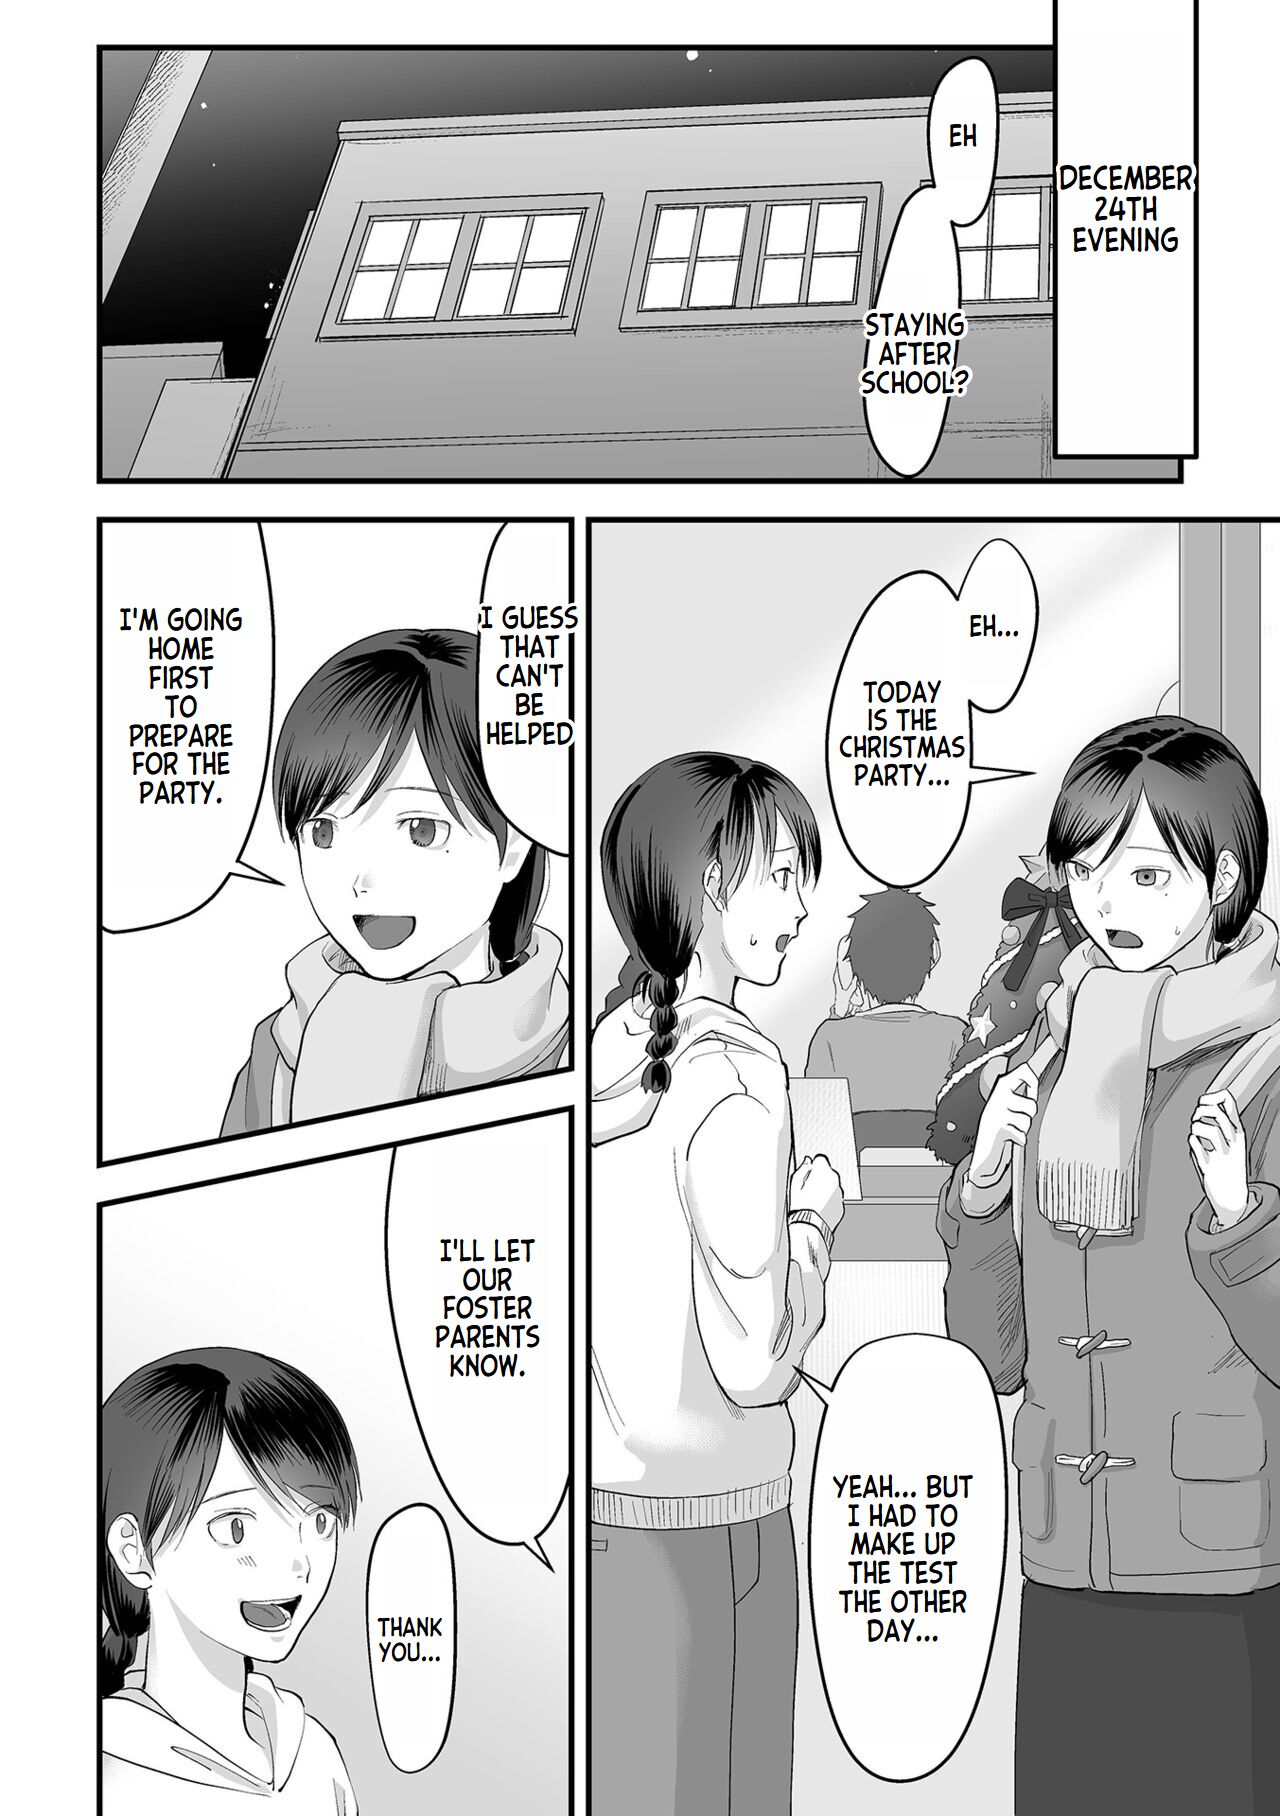 DECEMBER
24TH
EVENING
EH
STAYING
AFTER
SCHOOL?
EH...
TODAY
IS THE
CHRISTMAS
PARTY...
YEAH... BUT
I HAD TO
MAKE UP
THE TEST
THE OTHER
DAY...
I GUESS
THAT
CAN'T
BE
HELPED
I'M GOING
HOME
FIRST
TO
PREPARE
FOR THE
PARTY.
I'LL LET
OUR
FOSTER
PARENTS
KNOW.
THANK
YOU...